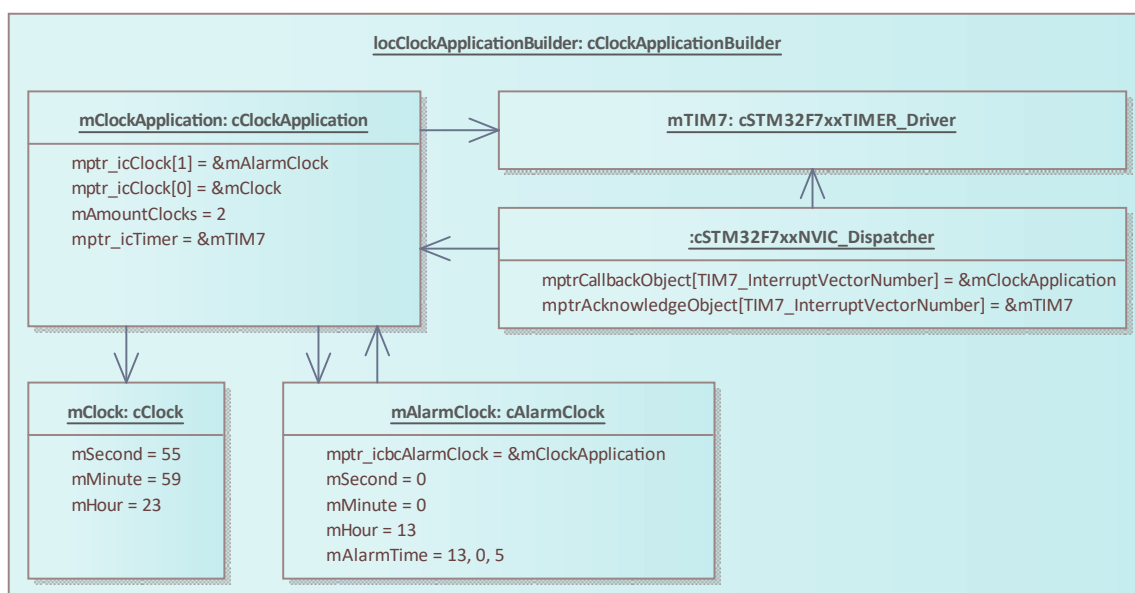 locClockApplicationBuilder: cClockApplicationBuilder
mClockApplication: cClockApplication
mptr_icClock[1] = &mAlarmClock
mptr_icClock[0] = &mClock
mAmountClocks = 2
mptr_icTimer = &mTIM7
mTIM7: cSTM32F7xxTIMER_Driver
:cSTM32F7xxNVIC_Dispatcher
mptrCallbackObject[TIM7_InterruptVectorNumber] = &mClockApplication
mptrAcknowledgeObject[TIM7_InterruptVectorNumber] = &mTIM7
mClock: cClock
mSecond = 55
mMinute = 59
mHour = 23
mAlarmClock: cAlarmClock
mptr_icbcAlarmClock = &mClockApplication
mSecond = 0
mMinute = 0
mHour = 13
mAlarmTime = 13, 0, 5